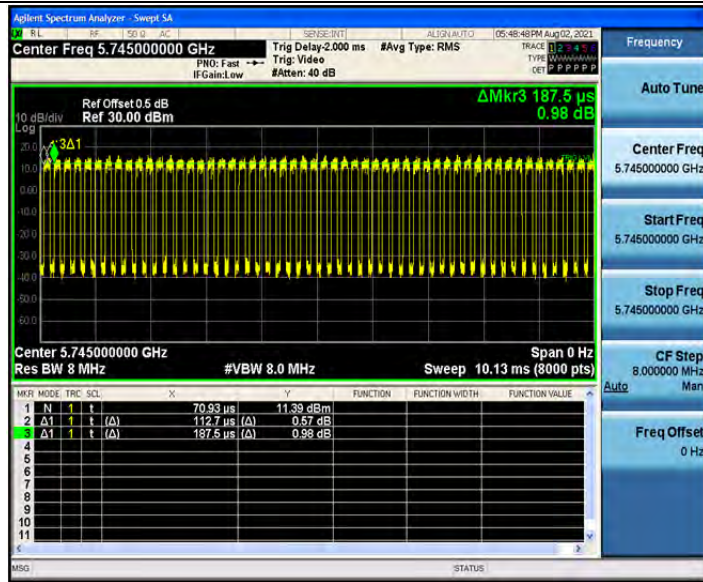 Agilent Spectrum Analyzer - Swept SA
RL RF 50 Ω AC SENSE:INT ALIGNAUTO 05:48:48 PM Aug 02, 2021
Center Freq 5.745000000 GHz Trig Delay-2.000 ms #Avg Type: RMS TRACE 1 2 3 4 5 6
PNO: Fast Trig: Video TYPE
IFGain:Low #Atten: 40 dB DET P P P P P P
Ref Offset 0.5 dB ΔMkr3 187.5 µs
10 dB/div Ref 30.00 dBm 0.98 dB
Log
20.0
3Δ1
10.0
0.00
-10.0
-20.0
-30.0
-40.0
-50.0
-60.0
Center 5.745000000 GHz Span 0 Hz
Res BW 8 MHz #VBW 8.0 MHz Sweep 10.13 ms (8000 pts)
MKR MODE TRC SCL X Y FUNCTION FUNCTION WIDTH FUNCTION VALUE
1 N 1 t 70.93 µs 11.39 dBm
2 Δ1 1 t (Δ) 112.7 µs (Δ) 0.57 dB
3 Δ1 1 t (Δ) 187.5 µs (Δ) 0.98 dB
4
5
6
7
8
9
10
11
MSG STATUS
Frequency
Auto Tune
Center Freq
5.745000000 GHz
Start Freq
5.745000000 GHz
Stop Freq
5.745000000 GHz
CF Step
8.000000 MHz
Auto Man
Freq Offset
0 Hz